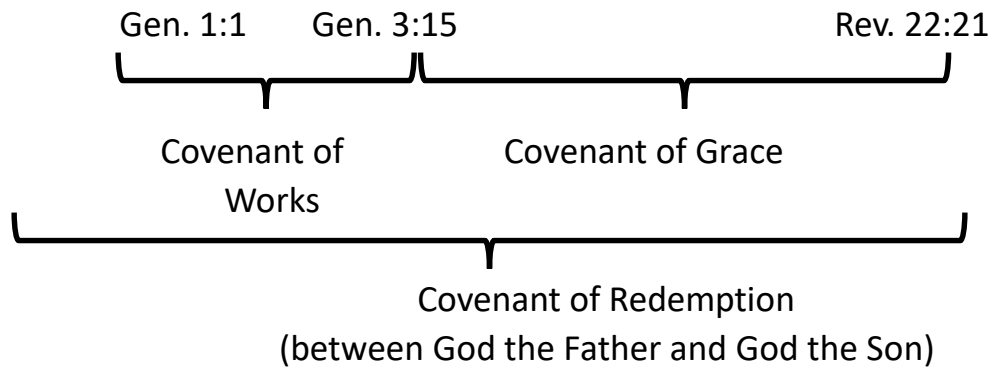 Gen. 1:1 Gen. 3:15 Rev. 22:21
Covenant of Works
Covenant of Grace
Covenant of Redemption
(between God the Father and God the Son)